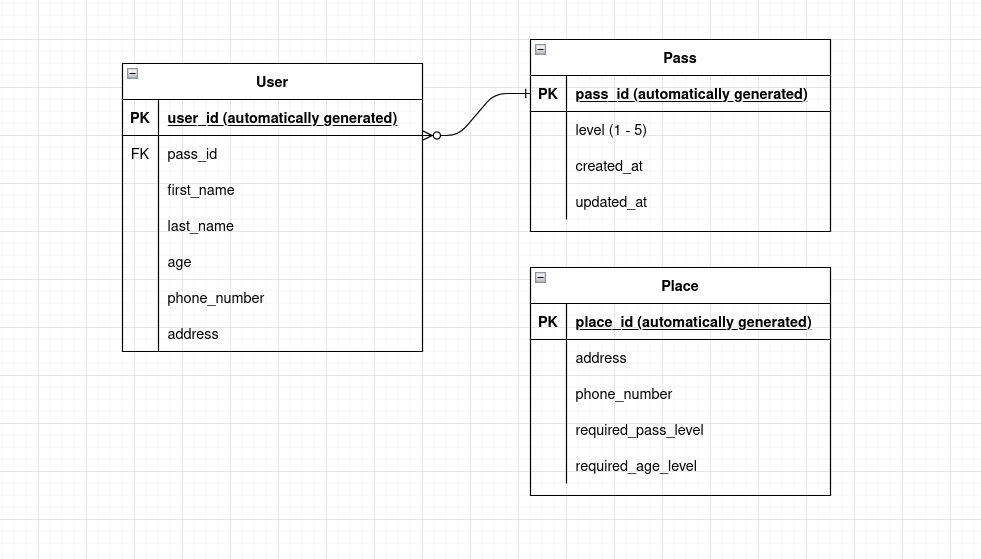 User
PK user_id (automatically generated)
FK pass_id
first_name
last_name
age
phone_number
address
Pass
PK pass_id (automatically generated)
level (1 - 5)
created_at
updated_at
Place
PK place_id (automatically generated)
address
phone_number
required_pass_level
required_age_level